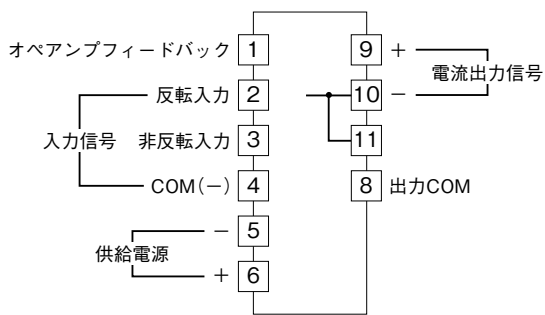 オペアンプフィードバック 1
反転入力 2
入力信号 非反転入力 3
COM(−) 4
− 5
供給電源
+ 6
9 +
電流出力信号
10 −
11
8 出力COM